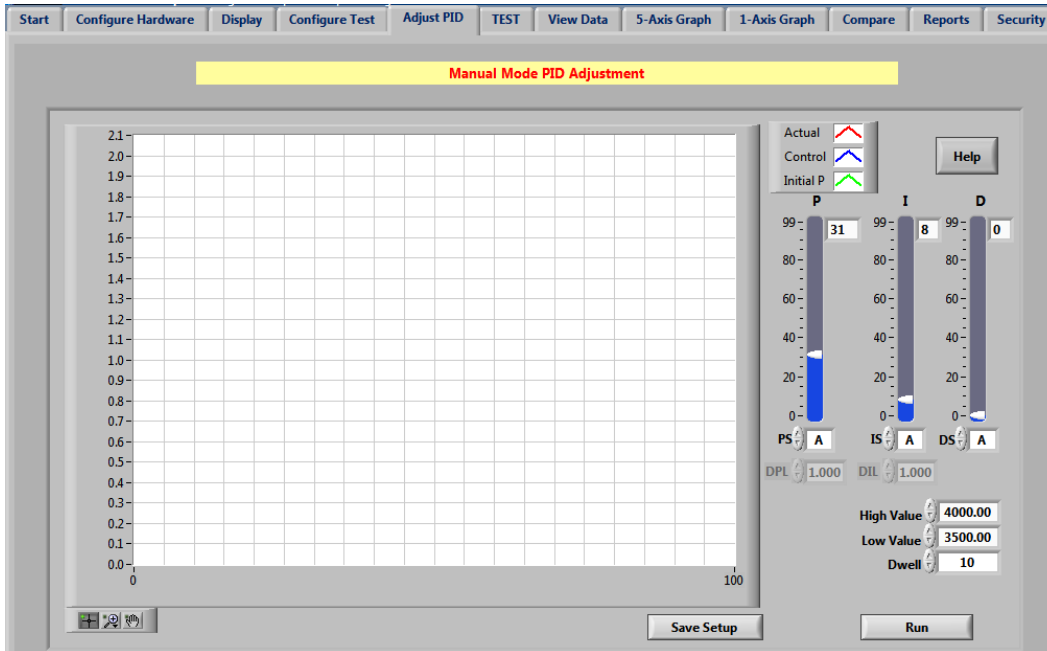 Start Configure Hardware Display Configure Test Adjust PID TEST View Data 5-Axis Graph 1-Axis Graph Compare Reports Security
Manual Mode PID Adjustment
2.1
2.0
1.9
1.8
1.7
1.6
1.5
1.4
1.3
1.2
1.1
1.0
0.9
0.8
0.7
0.6
0.5
0.4
0.3
0.2
0.1
0.0
0 100
Actual
Control
Initial P
Help
P I D
99 31 99 8 99 0
80 80 80
60 60 60
40 40 40
20 20 20
0 0 0
PS A IS A DS A
DPL 1.000 DIL 1.000
High Value 4000.00
Low Value 3500.00
Dwell 10
Save Setup Run